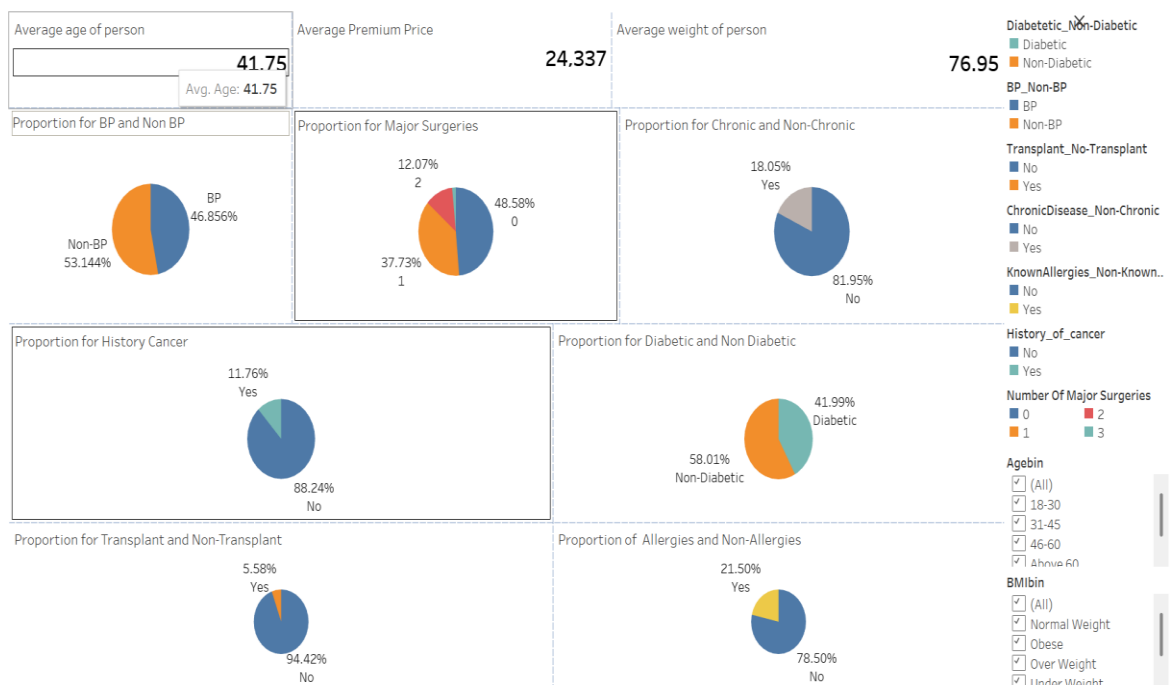 Average age of person
41.75
Avg. Age: 41.75
Average Premium Price
24,337
Average weight of person
76.95
Proportion for BP and Non BP
BP
46.856%
Non-BP
53.144%
Proportion for Major Surgeries
12.07%
2
48.58%
0
37.73%
1
Proportion for Chronic and Non-Chronic
18.05%
Yes
81.95%
No
Proportion for History Cancer
11.76%
Yes
88.24%
No
Proportion for Diabetic and Non Diabetic
41.99%
Diabetic
58.01%
Non-Diabetic
Proportion for Transplant and Non-Transplant
5.58%
Yes
94.42%
No
Proportion of Allergies and Non-Allergies
21.50%
Yes
78.50%
No
Diabetetic_Non-Diabetic
Diabetic
Non-Diabetic
BP_Non-BP
BP
Non-BP
Transplant_No-Transplant
No
Yes
ChronicDisease_Non-Chronic
No
Yes
KnownAllergies_Non-Known..
No
Yes
History_of_cancer
No
Yes
Number Of Major Surgeries
0 2
1 3
Agebin
(All)
18-30
31-45
46-60
Above 60
BMIbin
(All)
Normal Weight
Obese
Over Weight
Under Weight